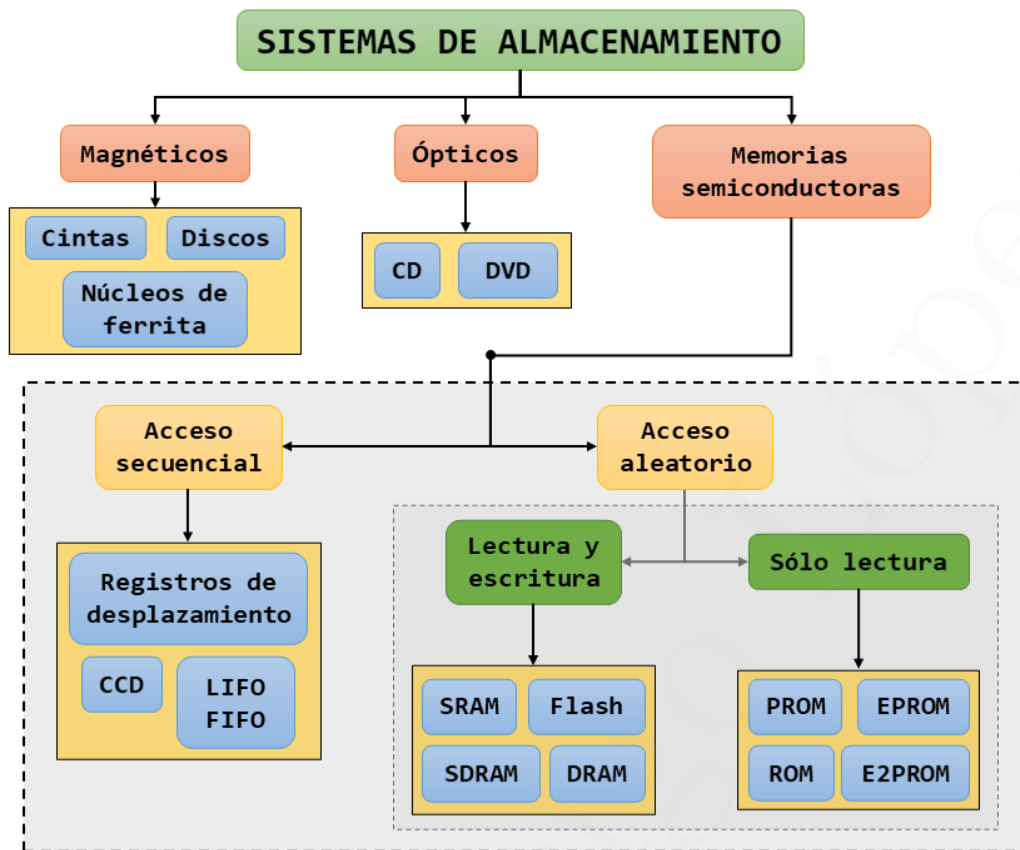 SISTEMAS DE ALMACENAMIENTO
Magnéticos
Ópticos
Memorias
semiconductoras
Cintas
Discos
Núcleos de
ferrita
CD
DVD
Acceso
secuencial
Acceso
aleatorio
Registros de
desplazamiento
CCD
LIFO
FIFO
Lectura y
escritura
Sólo lectura
SRAM
Flash
SDRAM
DRAM
PROM
EPROM
ROM
E2PROM